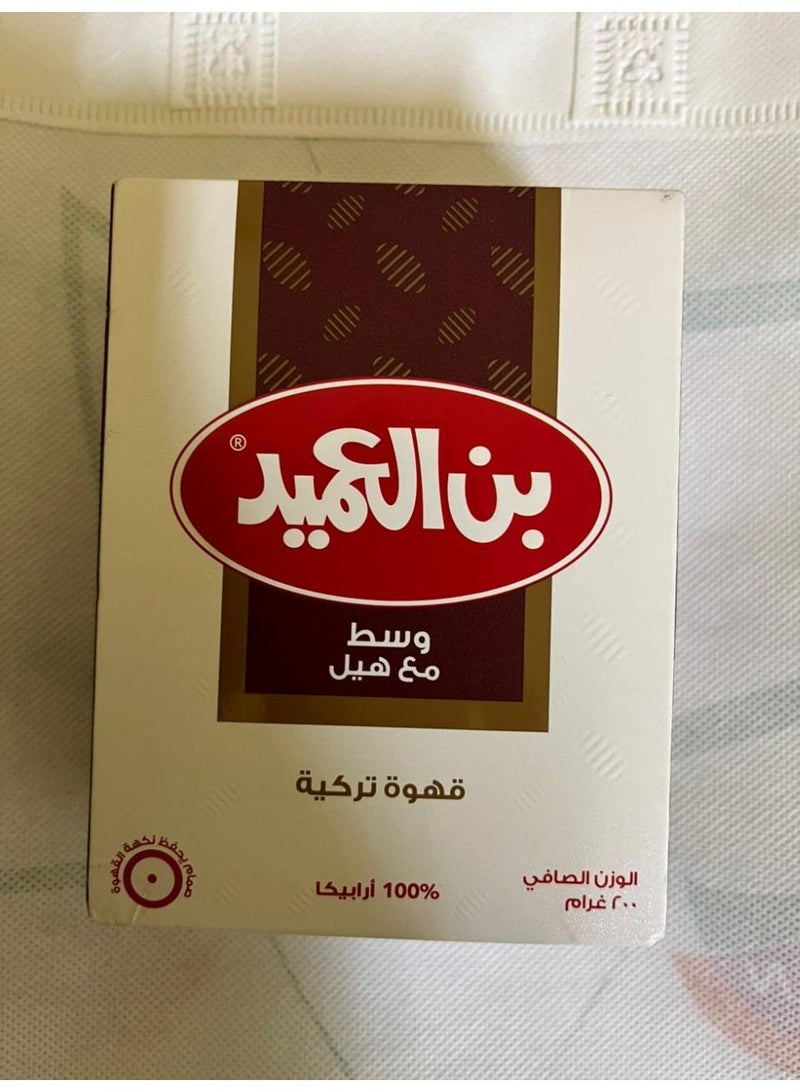 بن العميد ®
وسط
مع هيل
قهوة تركية
صمام يحفظ نكهة القهوة
100% أرابيكا
الوزن الصافي
٢٠٠ غرام